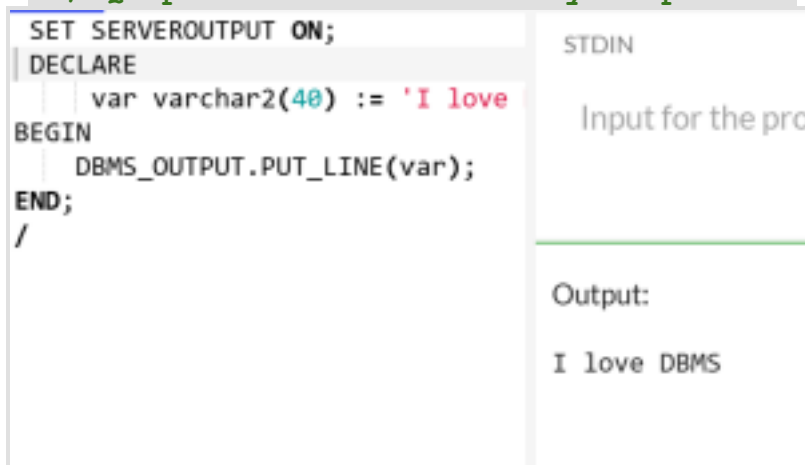 SET SERVEROUTPUT ON;
DECLARE
var varchar2(40) := 'I love
BEGIN
DBMS_OUTPUT.PUT_LINE(var);
END;
/
STDIN
Input for the pro
Output:
I love DBMS